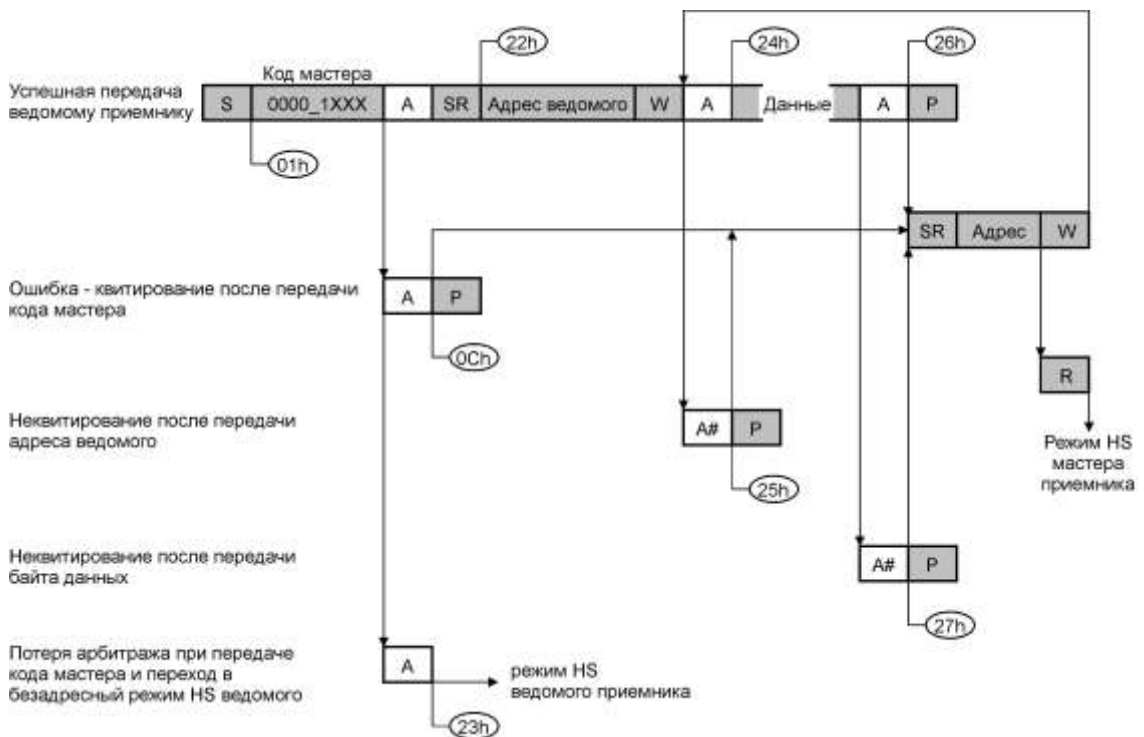 22h
24h
26h
Код мастера
Успешная передача
ведомому приемнику
S 0000_1XXX A SR Адрес ведомого W A Данные A P
01h
SR Адрес W
Ошибка - квитирование после передачи
кода мастера
A P
0Ch
R
Неквитирование после передачи
адреса ведомого
A# P
Режим HS
мастера
приемника
25h
Неквитирование после передачи
байта данных
A# P
27h
Потеря арбитража при передаче
кода мастера и переход в
безадресный режим HS ведомого
A
режим HS
ведомого приемника
23h